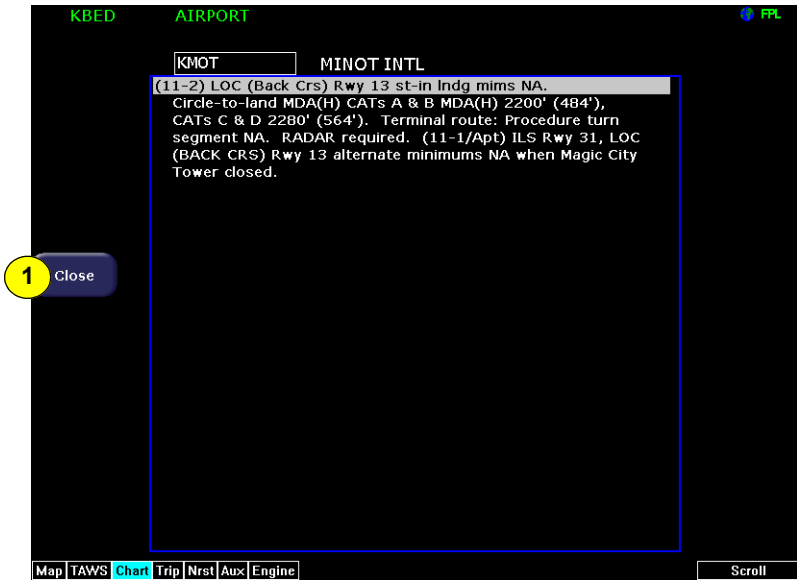 KBED AIRPORT FPL
KMOT MINOT INTL
(11-2) LOC (Back Crs) Rwy 13 st-in lndg mims NA.
Circle-to-land MDA(H) CATs A & B MDA(H) 2200' (484'),
CATs C & D 2280' (564'). Terminal route: Procedure turn
segment NA. RADAR required. (11-1/Apt) ILS Rwy 31, LOC
(BACK CRS) Rwy 13 alternate minimums NA when Magic City
Tower closed.
1 Close
Map TAWS Chart Trip Nrst Aux Engine Scroll